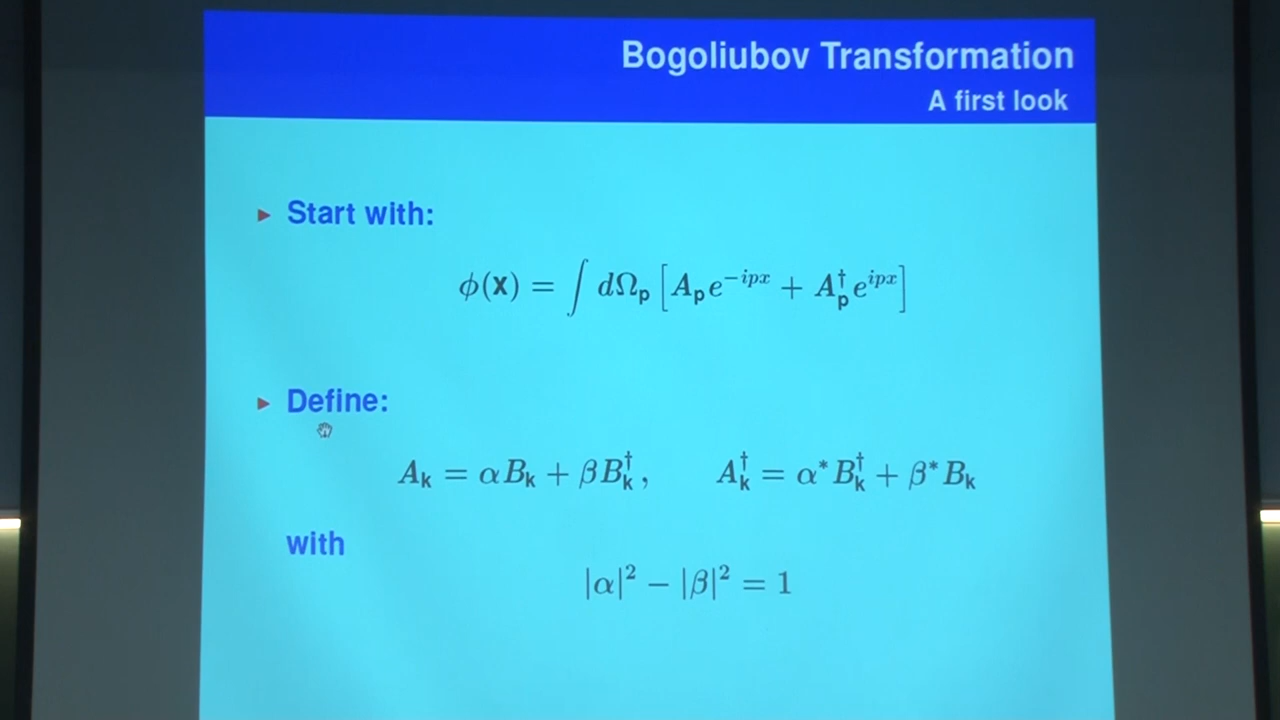 Bogoliubov Transformation
A first look
► Start with:
ϕ(x) = ∫ dΩ_p [A_p e^{-ipx} + A_p^† e^{ipx}]
► Define:
A_k = αB_k + βB_k^†, A_k^† = α*B_k^† + β*B_k
with
|α|² − |β|² = 1